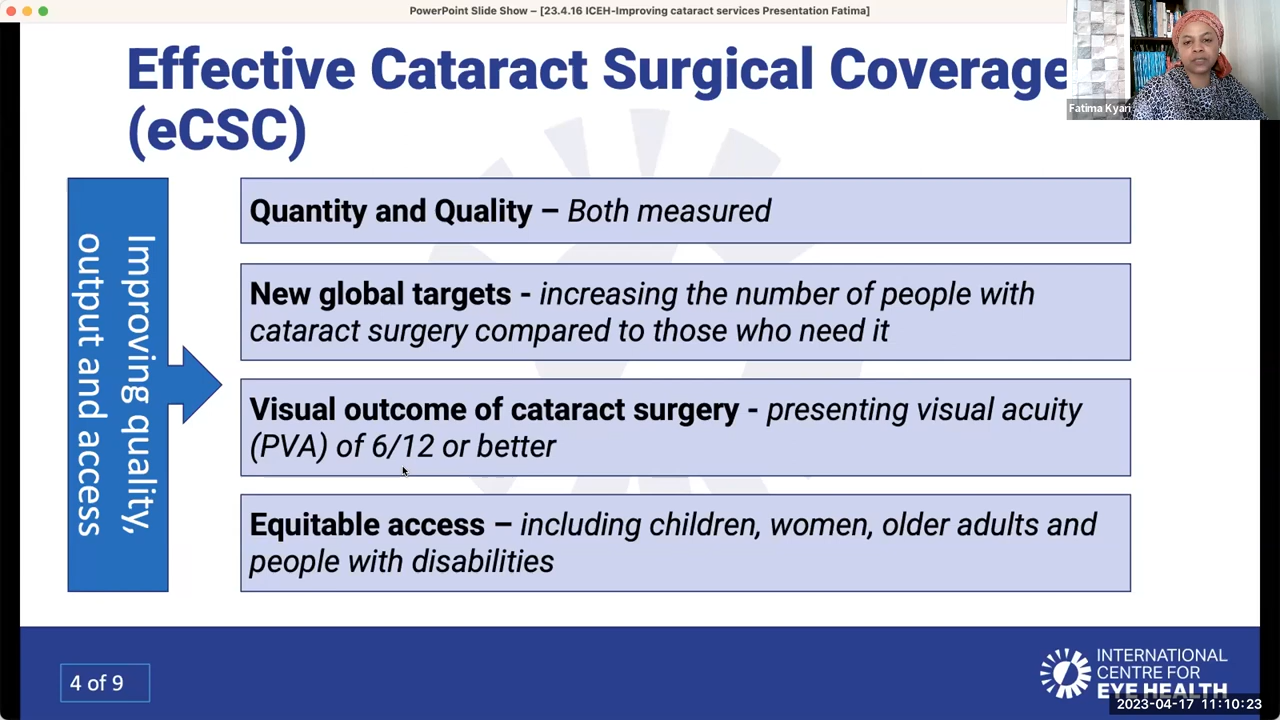 PowerPoint Slide Show – [23.4.16 ICEH-Improving cataract services Presentation Fatima]
Fatima Kyari
Effective Cataract Surgical Coverage
(eCSC)
Improving quality,
output and access
Quantity and Quality – Both measured
New global targets - increasing the number of people with
cataract surgery compared to those who need it
Visual outcome of cataract surgery - presenting visual acuity
(PVA) of 6/12 or better
Equitable access – including children, women, older adults and
people with disabilities
4 of 9
INTERNATIONAL
CENTRE FOR
EYE HEALTH
2023-04-17 11:10:23